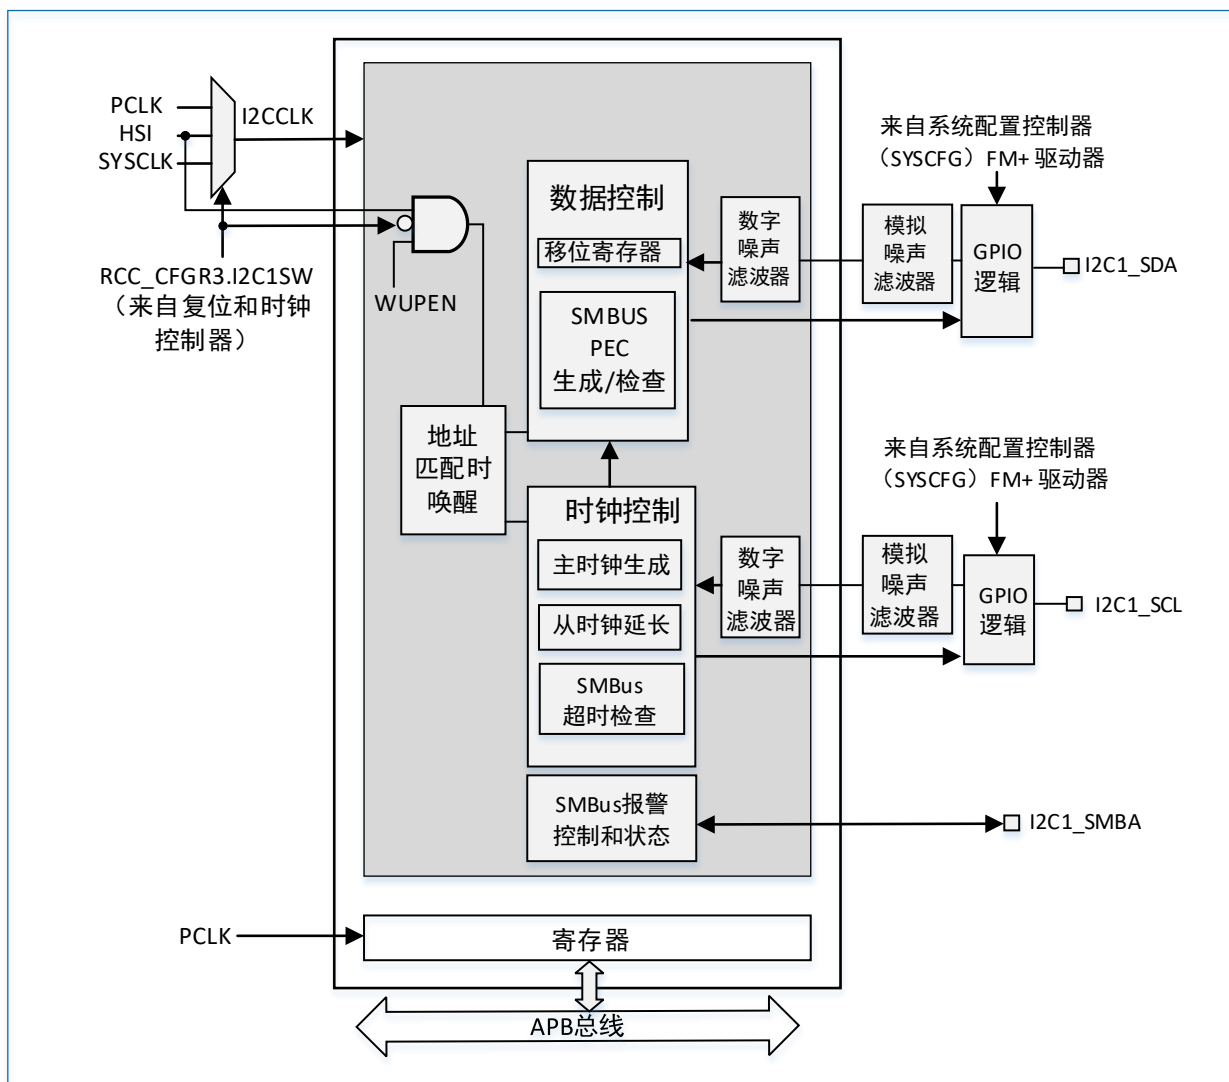 PCLK
HSI
SYSCLK
I2CCLK
RCC_CFGR3.I2C1SW
(来自复位和时钟
控制器)
WUPEN
数据控制
移位寄存器
SMBUS
PEC
生成/检查
数字
噪声
滤波器
模拟
噪声
滤波器
来自系统配置控制器
(SYSCFG)FM+ 驱动器
GPIO
逻辑
I2C1_SDA
地址
匹配时
唤醒
时钟控制
主时钟生成
从时钟延长
SMBus
超时检查
数字
噪声
滤波器
模拟
噪声
滤波器
来自系统配置控制器
(SYSCFG)FM+ 驱动器
GPIO
逻辑
I2C1_SCL
SMBus报警
控制和状态
I2C1_SMBA
PCLK
寄存器
APB总线